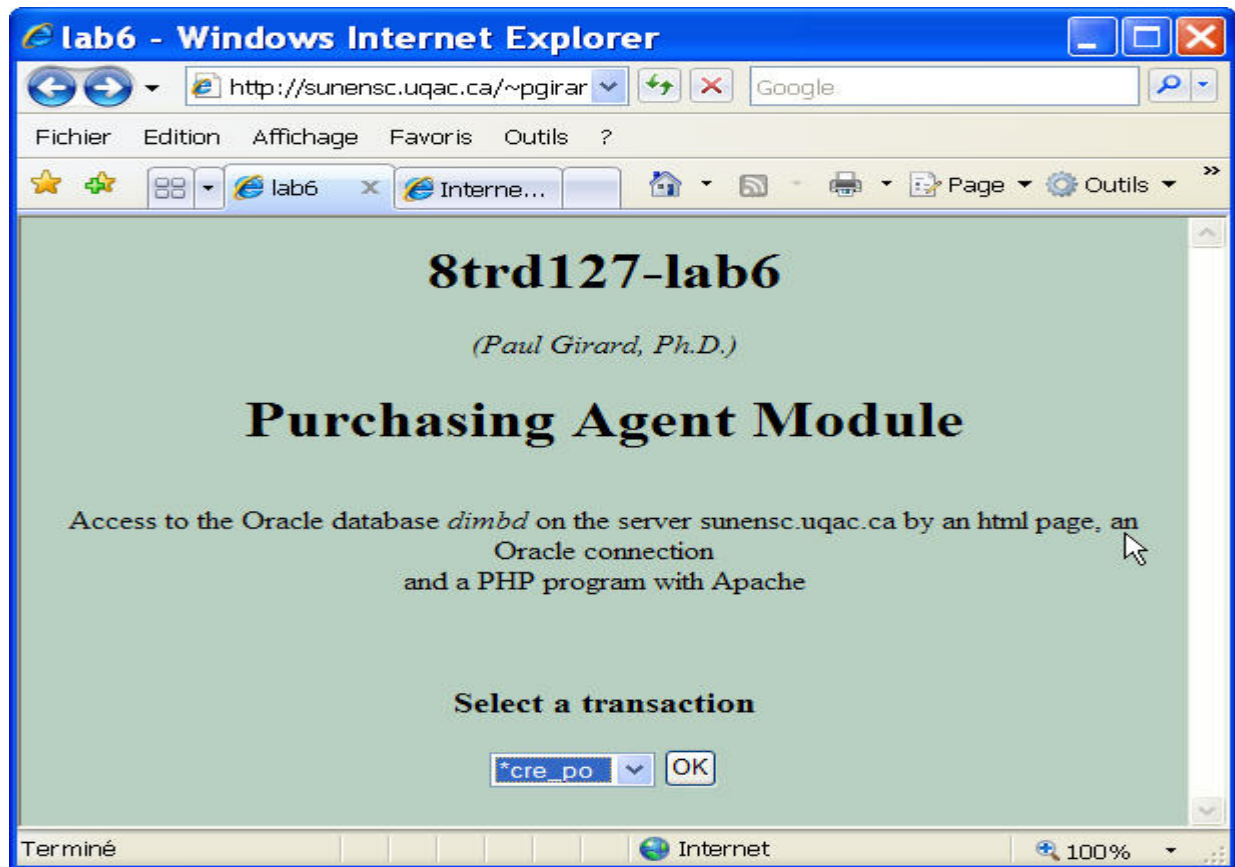 lab6 - Windows Internet Explorer
http://sunensc.uqac.ca/~pgirar
Google
Fichier Edition Affichage Favoris Outils ?
lab6
Interne...
Page
Outils
»
8trd127-lab6
(Paul Girard, Ph.D.)
Purchasing Agent Module
Access to the Oracle database dimbd on the server sunensc.uqac.ca by an html page, an
Oracle connection
and a PHP program with Apache
Select a transaction
*cre_po OK
Terminé Internet 100%